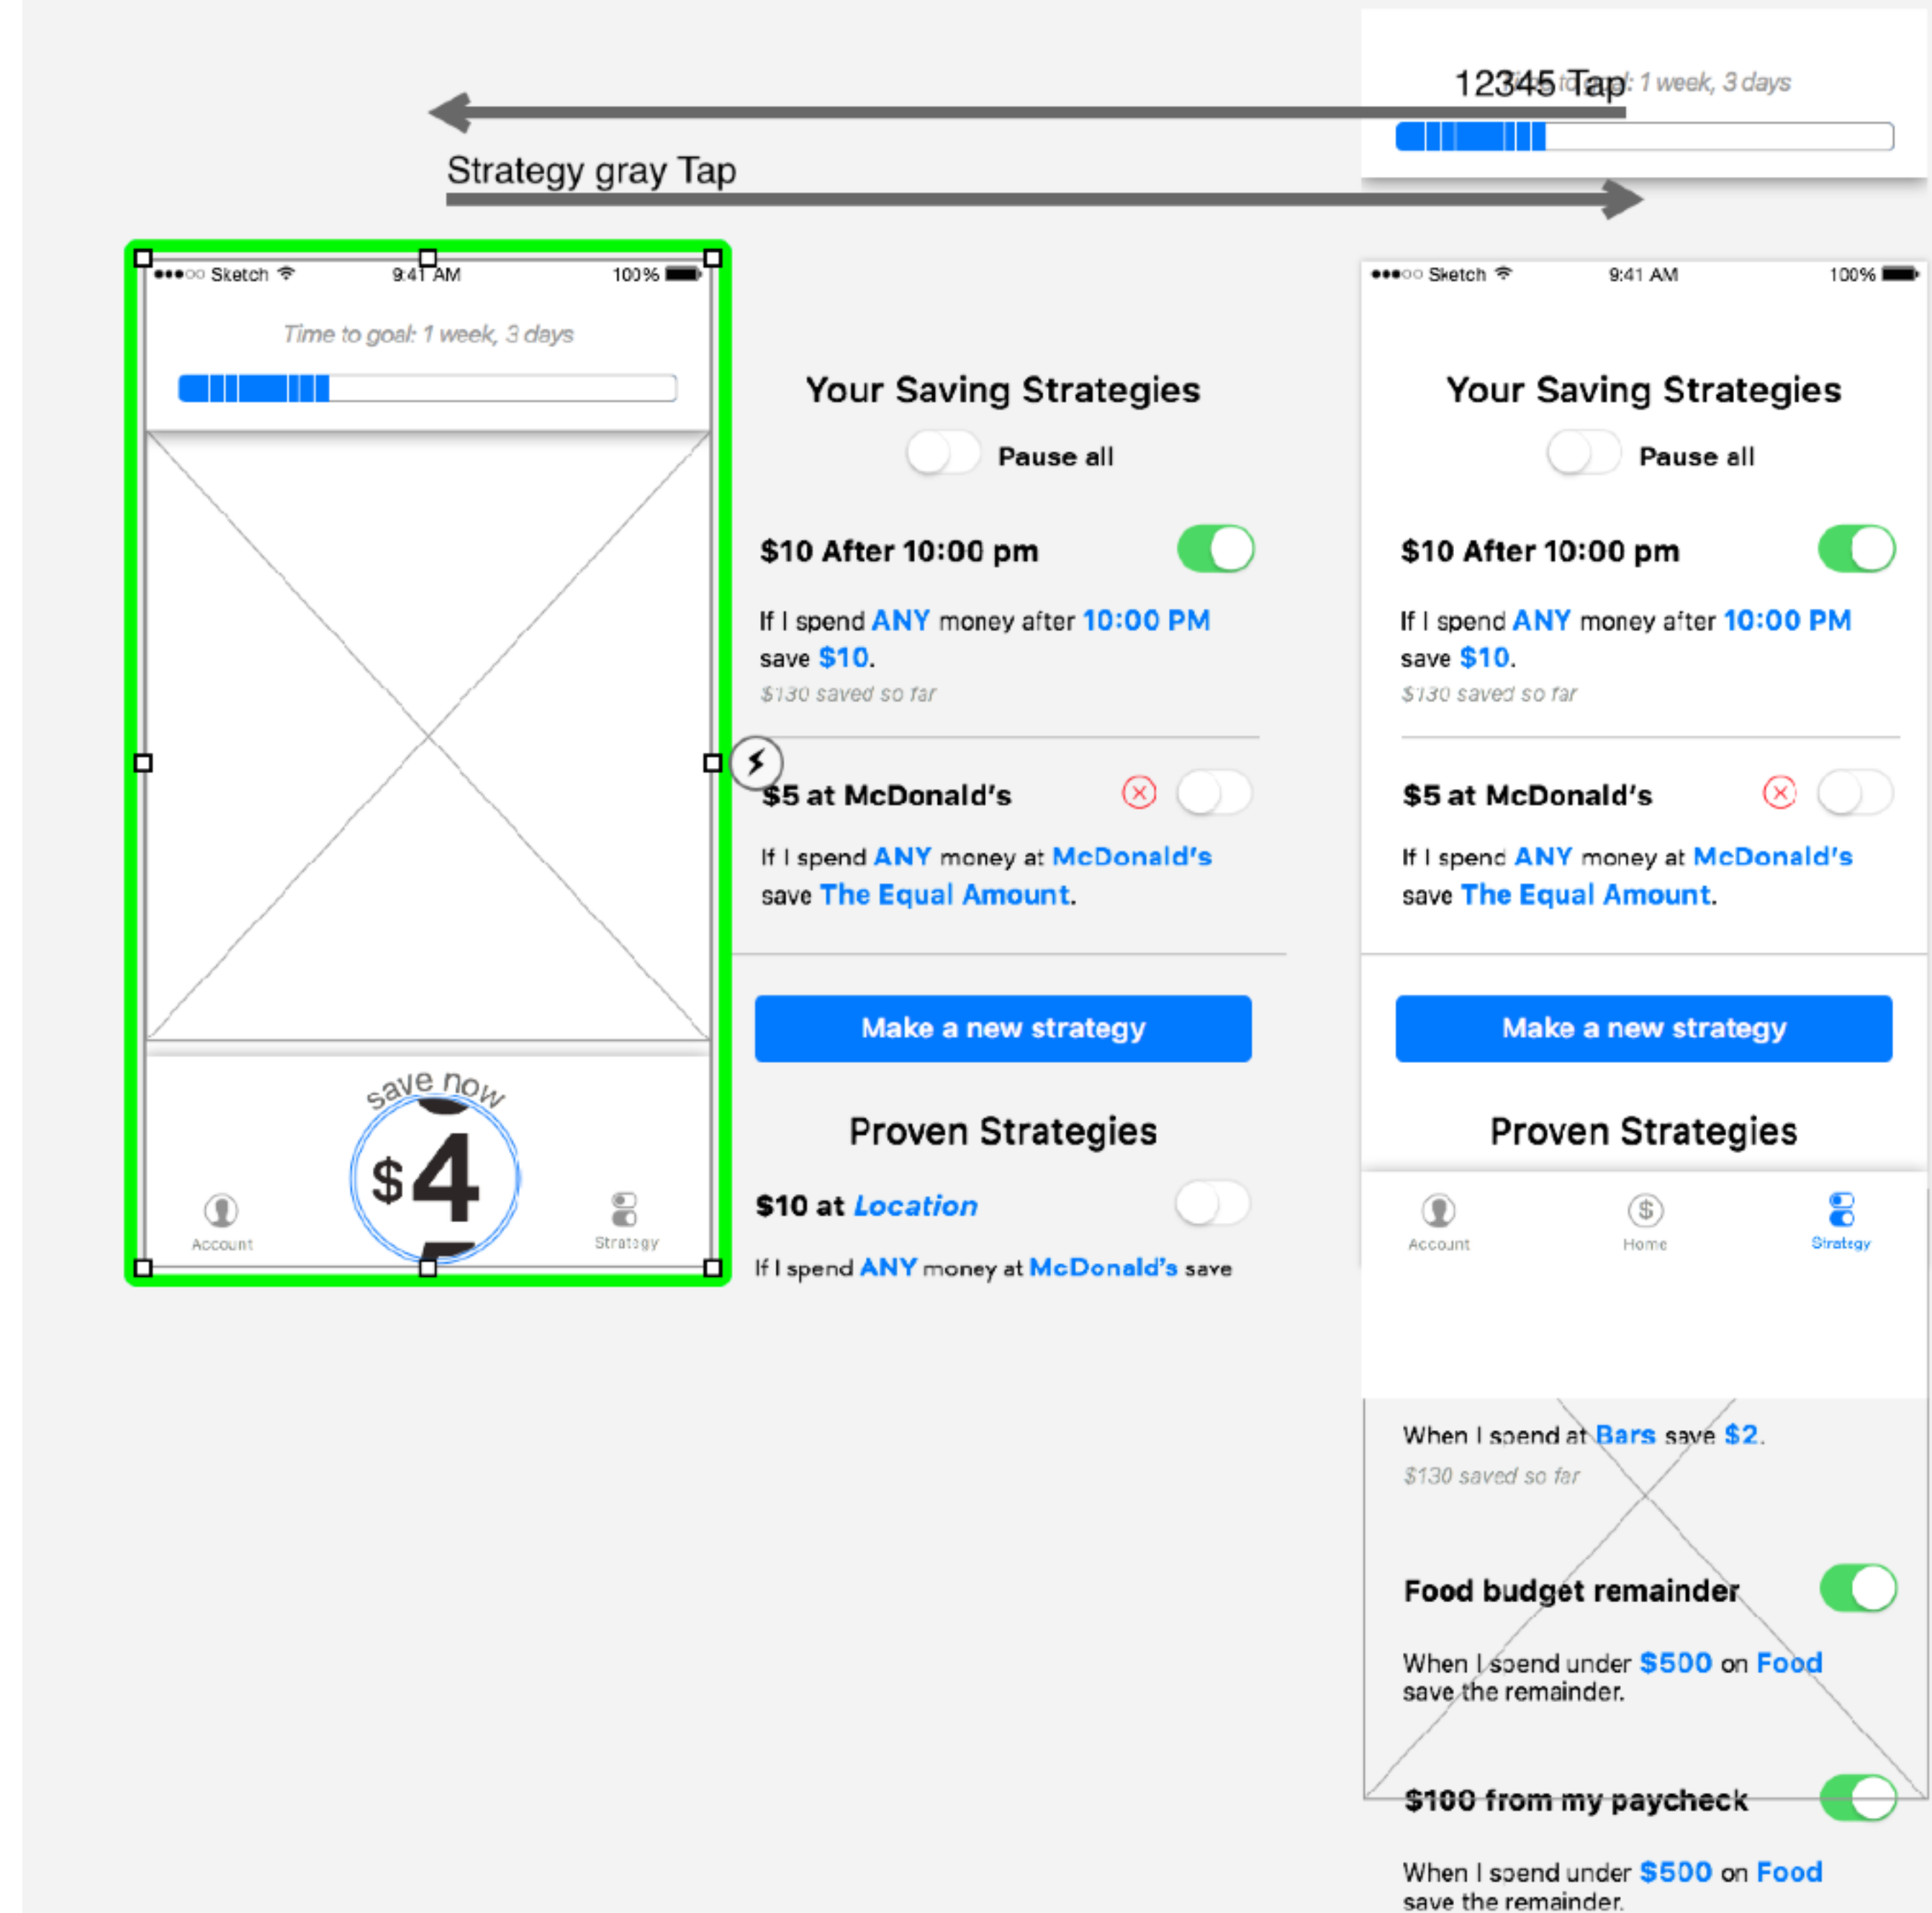 12345 Tap
Time to goal: 1 week, 3 days
Strategy gray Tap
Sketch
9:41 AM
100%
Time to goal: 1 week, 3 days
save now
$4
Account
Strategy
Your Saving Strategies
Pause all
$10 After 10:00 pm
If I spend ANY money after 10:00 PM
save $10.
$130 saved so far
$5 at McDonald's
If I spend ANY money at McDonald's
save The Equal Amount.
Make a new strategy
Proven Strategies
$10 at Location
If I spend ANY money at McDonald's save
Sketch
9:41 AM
100%
Your Saving Strategies
Pause all
$10 After 10:00 pm
If I spend ANY money after 10:00 PM
save $10.
$130 saved so far
$5 at McDonald's
If I spend ANY money at McDonald's
save The Equal Amount.
Make a new strategy
Proven Strategies
Account
$
Home
Strategy
When I spend at Bars save $2.
$130 saved so far
Food budget remainder
When I spend under $500 on Food
save the remainder.
$100 from my paycheck
When I spend under $500 on Food
save the remainder.